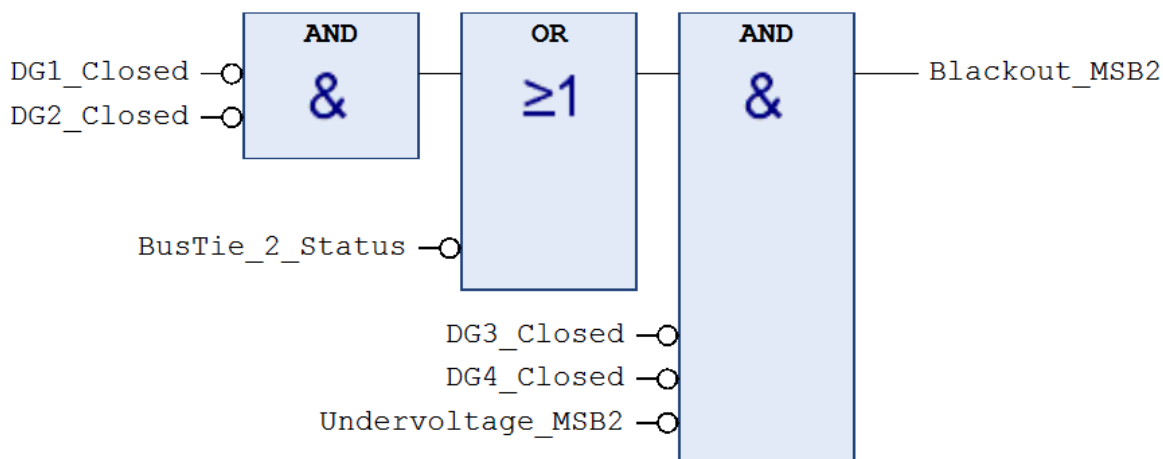 AND OR AND
DG1_Closed & ≥1 & Blackout_MSB2
DG2_Closed
BusTie_2_Status
DG3_Closed
DG4_Closed
Undervoltage_MSB2